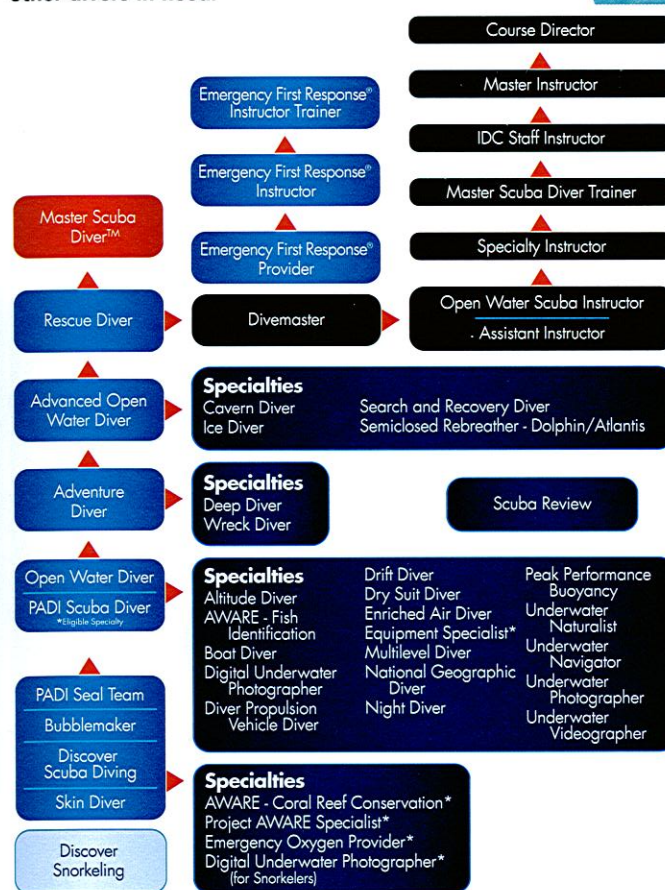 Course Director
Master Instructor
IDC Staff Instructor
Master Scuba Diver Trainer
Specialty Instructor
Open Water Scuba Instructor
Assistant Instructor
Emergency First Response®
Instructor Trainer
Emergency First Response®
Instructor
Emergency First Response®
Provider
Master Scuba
Diver™
Rescue Diver
Divemaster
Advanced Open
Water Diver
Specialties
Cavern Diver
Ice Diver
Search and Recovery Diver
Semiclosed Rebreather - Dolphin/Atlantis
Adventure
Diver
Specialties
Deep Diver
Wreck Diver
Scuba Review
Open Water Diver
PADI Scuba Diver
*Eligible Specialty
Specialties
Altitude Diver
AWARE - Fish
Identification
Boat Diver
Digital Underwater
Photographer
Diver Propulsion
Vehicle Diver
Drift Diver
Dry Suit Diver
Enriched Air Diver
Equipment Specialist*
Multilevel Diver
National Geographic
Diver
Night Diver
Peak Performance
Buoyancy
Underwater
Naturalist
Underwater
Navigator
Underwater
Photographer
Underwater
Videographer
PADI Seal Team
Bubblemaker
Discover
Scuba Diving
Skin Diver
Specialties
AWARE - Coral Reef Conservation*
Project AWARE Specialist*
Emergency Oxygen Provider*
Digital Underwater Photographer*
(for Snorkelers)
Discover
Snorkeling